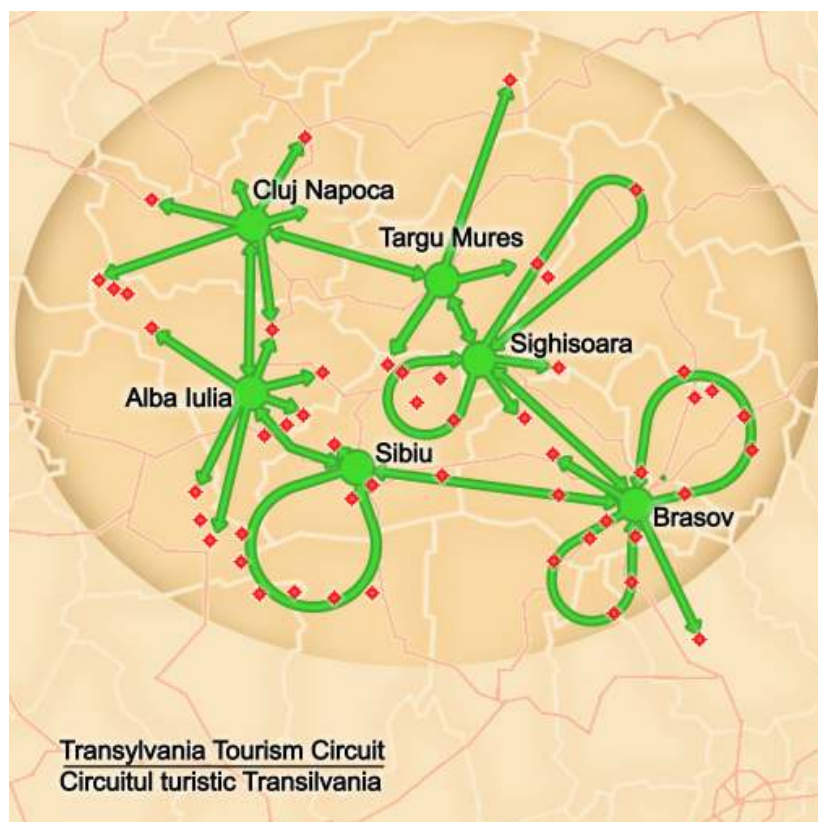 Cluj Napoca
Targu Mures
Sighisoara
Alba Iulia
Sibiu
Brasov
Transylvania Tourism Circuit
Circuitul turistic Transilvania